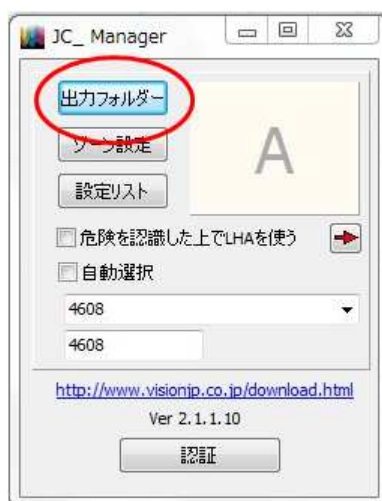 JC_ Manager
出力フォルダー
ゾーン設定
A
設定リスト
危険を認識した上でLHAを使う
自動選択
4608
4608
http://www.visionjp.co.jp/download.html
Ver 2.1.1.10
認証